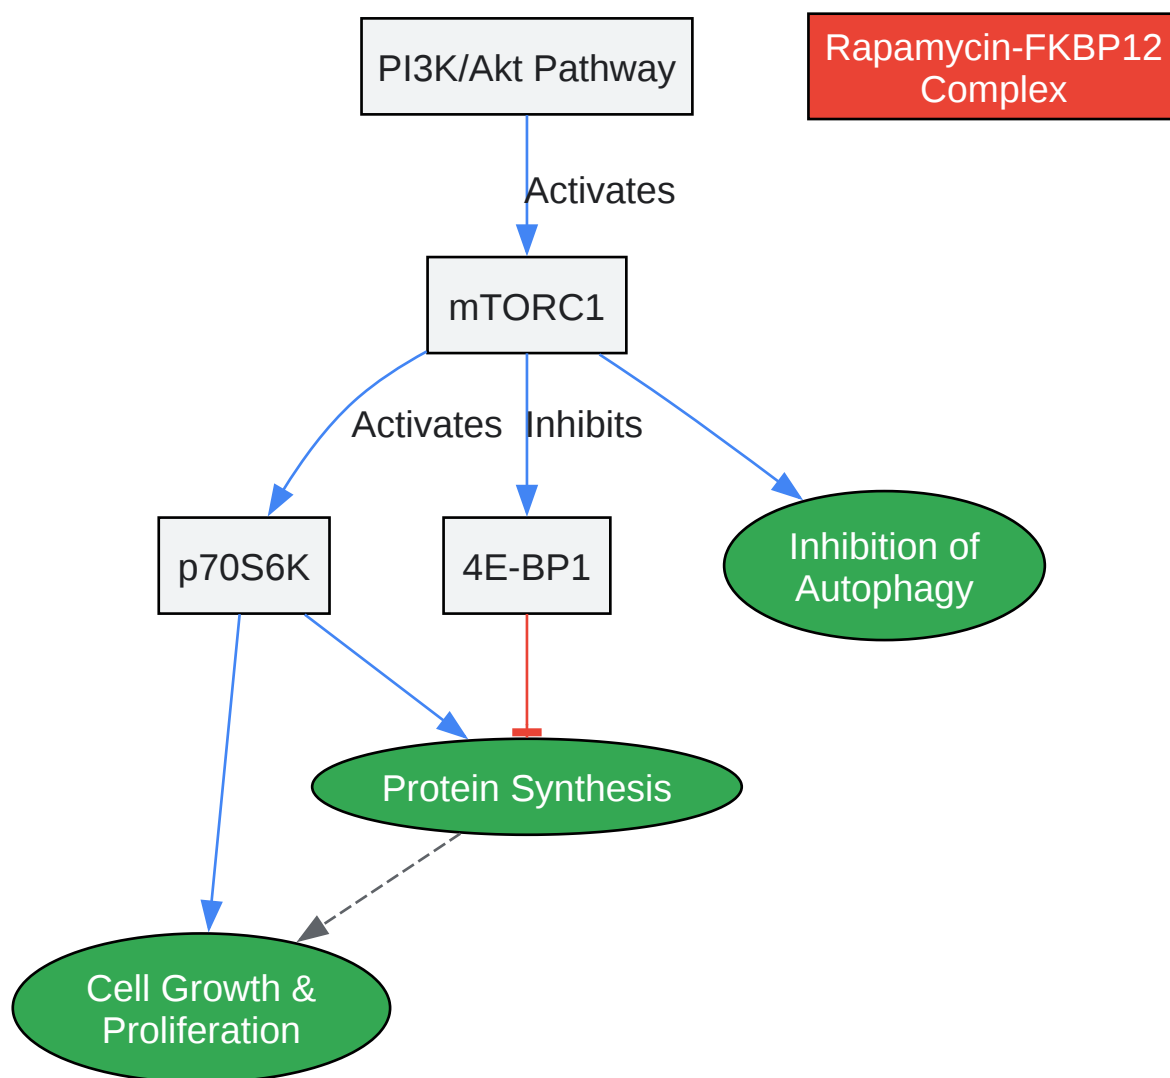 PI3K/Akt Pathway
Rapamycin-FKBP12
Complex
Activates
mTORC1
Activates
Inhibits
p70S6K
4E-BP1
Inhibition of
Autophagy
Protein Synthesis
Cell Growth &
Proliferation